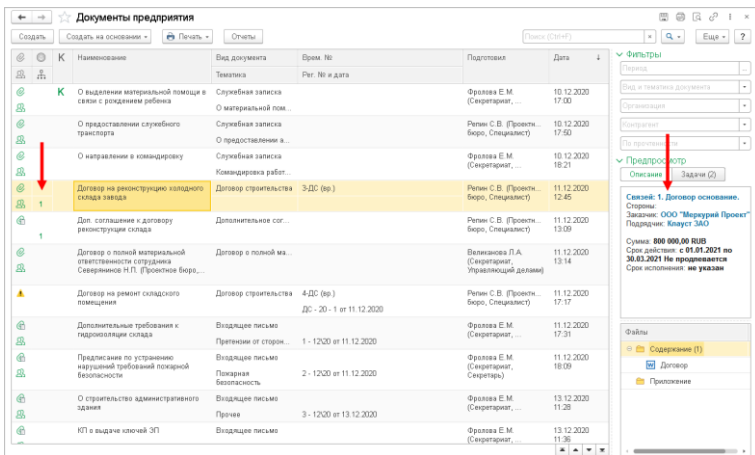 Документы предприятия
Создать Создать на основании Печать Отчеты Поиск (Ctrl+F) Еще ?
К Наименование Вид документа Врем. № Подготовил Дата
Тематика Рег. № и дата
К О выделении материальной помощи в связи с рождением ребенка Служебная записка Фролова Е.М. (Секретариат, ... 10.12.2020 17:00
О материальной пом...
О предоставлении служебного транспорта Служебная записка Репин С.В. (Проектн... бюро, Специалист) 10.12.2020 17:50
О предоставлении а...
О направлении в командировку Служебная записка Фролова Е.М. (Секретариат, ... 10.12.2020 18:21
Командировка работ...
Договор на реконструкцию холодного склада завода Договор строительства 3-ДС (вр.) Репин С.В. (Проектн... бюро, Специалист) 11.12.2020 12:45
1
Доп. соглашение к договору реконструкции склада Дополнительное сог... Репин С.В. (Проектн... бюро, Специалист) 11.12.2020 13:09
1
Договор о полной материальной ответственности сотрудника Северянинов Н.П. (Проектное бюро,... Договор о полной ма... Великанова Л.А. (Секретариат, Управляющий делами) 11.12.2020 13:14
Договор на ремонт складского помещения Договор строительства 4-ДС (вр.) Репин С.В. (Проектн... бюро, Специалист) 11.12.2020 17:17
ДС - 20 - 1 от 11.12.2020
Дополнительные требования к гидроизоляции склада Входящее письмо Фролова Е.М. (Секретариат, ... 11.12.2020 17:31
Претензии от сторон... 1 - 12\20 от 11.12.2020
Предписание по устранению нарушений требований пожарной безопасности Входящее письмо Фролова Е.М. (Секретариат, Секретарь) 11.12.2020 18:09
Пожарная безопасность 2 - 12\20 от 11.12.2020
О строительстве административного здания Входящее письмо Фролова Е.М. (Секретариат, ... 13.12.2020 11:28
Прочее 3 - 12\20 от 13.12.2020
КП о выдаче ключей ЭП Входящее письмо Фролова Е.М. (Секретариат, ... 13.12.2020 11:36
Фильтры
Период
Вид и тематика документа
Организация
Контрагент
По просроченности
Предпросмотр
Описание Задачи (2)
Связей: 1. Договор основание.
Стороны:
Заказчик: ООО "Меркурий Проект"
Подрядчик: Клауст ЗАО
Сумма: 800 000,00 RUB
Срок действия: с 01.01.2021 по
30.03.2021 Не продлевается
Срок исполнения: не указан
Файлы
Содержание (1)
Договор
Приложение